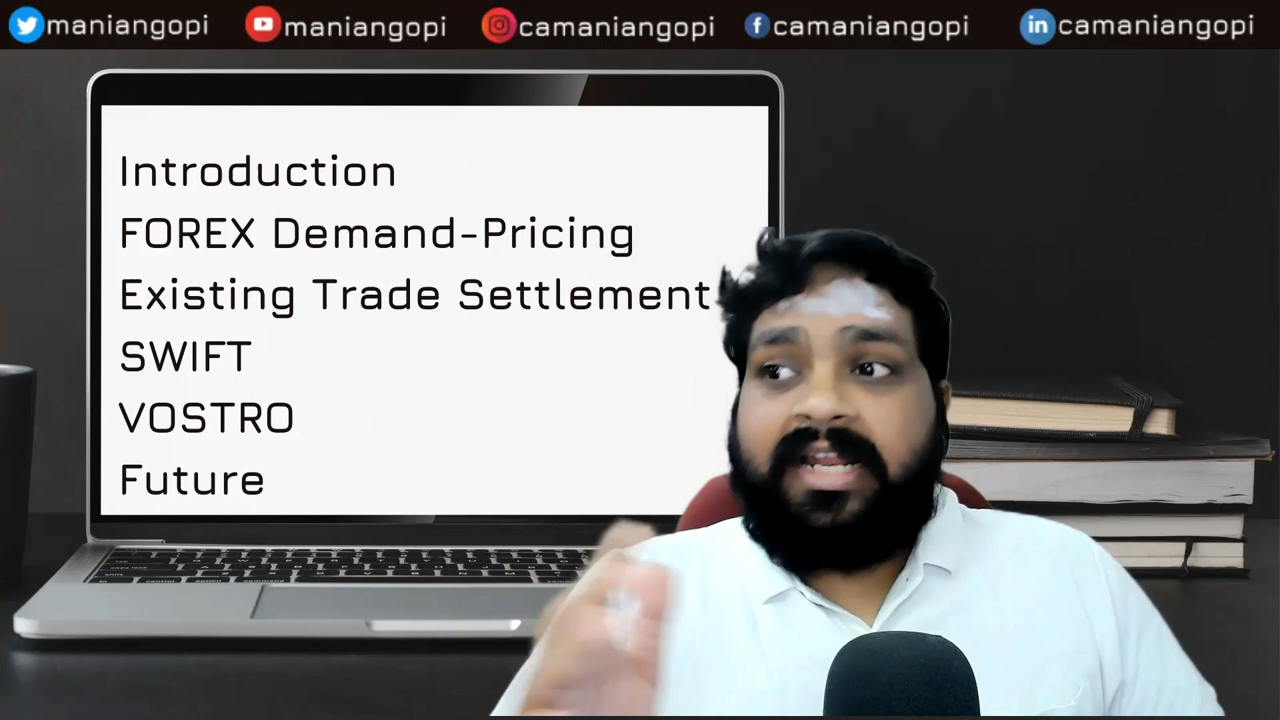 maniangopi maniangopi camaniangopi camaniangopi camaniangopi
Introduction
FOREX Demand-Pricing
Existing Trade Settlement
SWIFT
VOSTRO
Future